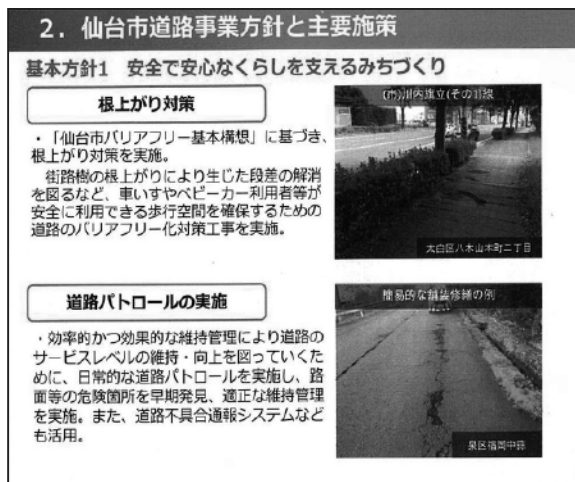 2．仙台市道路事業方針と主要施策
基本方針1　安全で安心なくらしを支えるみちづくり
根上がり対策
・「仙台市バリアフリー基本構想」に基づき、
根上がり対策を実施。
街路樹の根上がりにより生じた段差の解消
を図るなど、車いすやベビーカー利用者等が
安全に利用できる歩行空間を確保するための
道路のバリアフリー化対策工事を実施。
(市)川内旗立(その1)線
太白区八木山本町二丁目
道路パトロールの実施
・効率的かつ効果的な維持管理により道路の
サービスレベルの維持・向上を図っていくた
めに、日常的な道路パトロールを実施し、路
面等の危険箇所を早期発見、適正な維持管理
を実施。また、道路不具合通報システムなど
も活用。
簡易的な舗装修繕の例
泉区福岡中